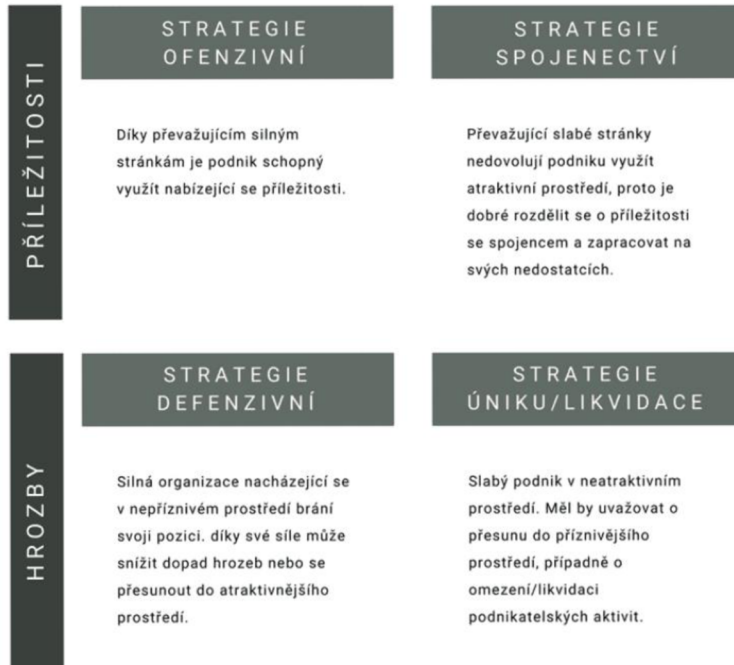 PŘÍLEŽITOSTI
STRATEGIE
OFENZIVNÍ
Díky převažujícím silným
stránkám je podnik schopný
využít nabízející se příležitosti.
STRATEGIE
SPOJENECTVÍ
Převažující slabé stránky
nedovolují podniku využít
atraktivní prostředí, proto je
dobré rozdělit se o příležitosti
se spojencem a zapracovat na
svých nedostatcích.
HROZBY
STRATEGIE
DEFENZIVNÍ
Silná organizace nacházející se
v nepříznivém prostředí brání
svoji pozici. díky své síle může
snížit dopad hrozeb nebo se
přesunout do atraktivnějšího
prostředí.
STRATEGIE
ÚNIKU/LIKVIDACE
Slabý podnik v neatraktivním
prostředí. Měl by uvažovat o
přesunu do příznivějšího
prostředí, případně o
omezení/likvidaci
podnikatelských aktivit.